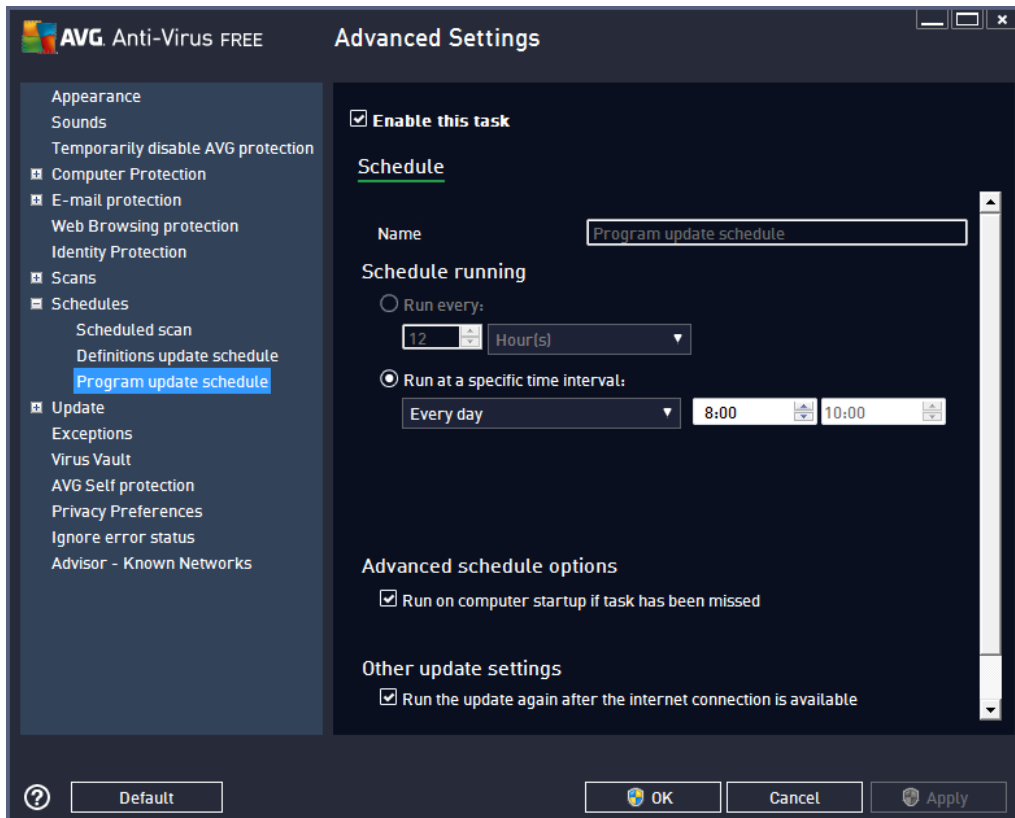 AVG. Anti-Virus FREE
Advanced Settings
Appearance
Sounds
Temporarily disable AVG protection
Computer Protection
E-mail protection
Web Browsing protection
Identity Protection
Scans
Schedules
Scheduled scan
Definitions update schedule
Program update schedule
Update
Exceptions
Virus Vault
AVG Self protection
Privacy Preferences
Ignore error status
Advisor - Known Networks
Enable this task
Schedule
Name Program update schedule
Schedule running
Run every:
12 Hour(s)
Run at a specific time interval:
Every day 8:00 10:00
Advanced schedule options
Run on computer startup if task has been missed
Other update settings
Run the update again after the internet connection is available
? Default OK Cancel Apply